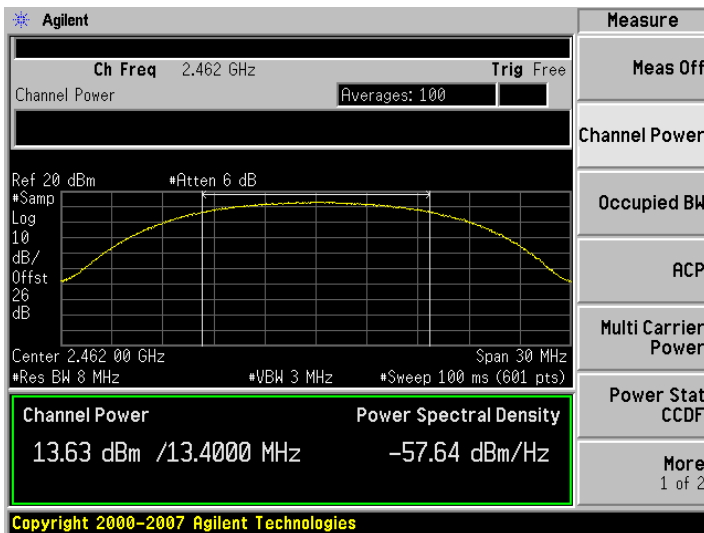 Agilent
Measure
Ch Freq 2.462 GHz Trig Free
Channel Power Averages: 100
Ref 20 dBm #Atten 6 dB
#Samp
Log
10
dB/
Offst
26
dB
Center 2.462 00 GHz Span 30 MHz
#Res BW 8 MHz #VBW 3 MHz #Sweep 100 ms (601 pts)
Channel Power Power Spectral Density
13.63 dBm /13.4000 MHz -57.64 dBm/Hz
Copyright 2000-2007 Agilent Technologies
Meas Off
Channel Power
Occupied BW
ACP
Multi Carrier
Power
Power Stat
CCDF
More
1 of 2